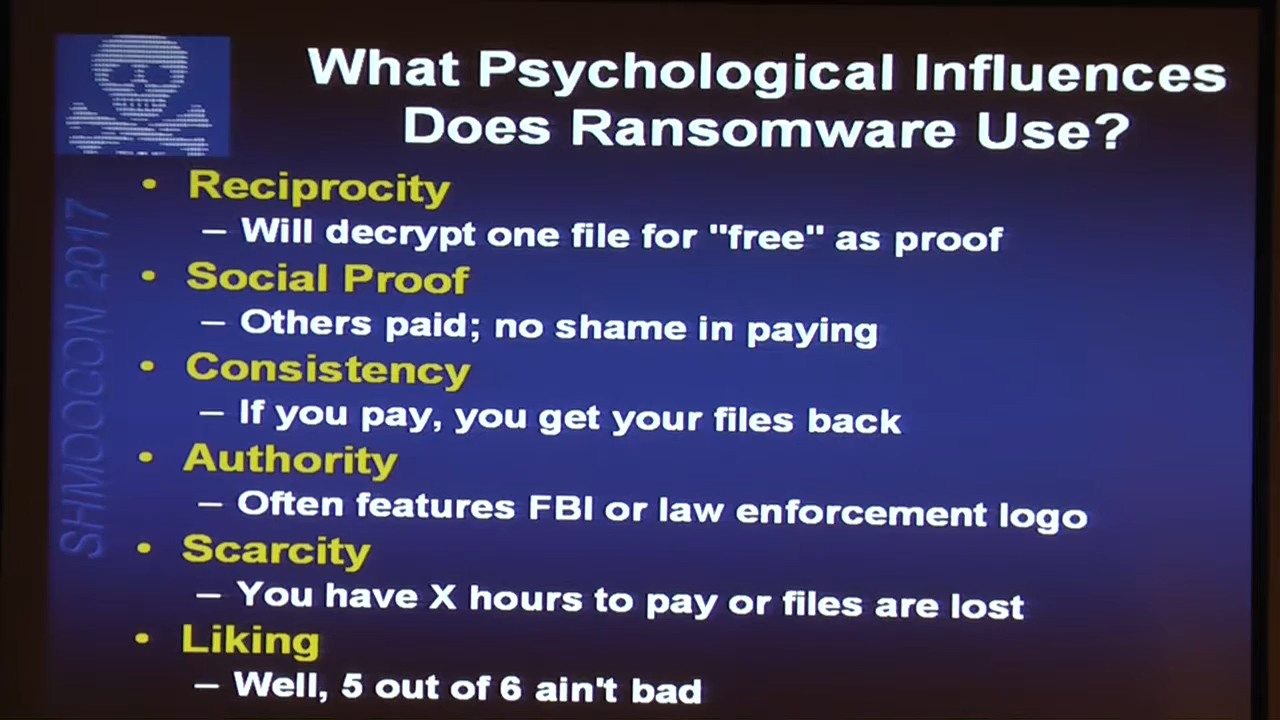 What Psychological Influences
Does Ransomware Use?
• Reciprocity
– Will decrypt one file for "free" as proof
• Social Proof
– Others paid; no shame in paying
• Consistency
– If you pay, you get your files back
• Authority
– Often features FBI or law enforcement logo
• Scarcity
– You have X hours to pay or files are lost
• Liking
– Well, 5 out of 6 ain't bad
SHMOOCON 2017